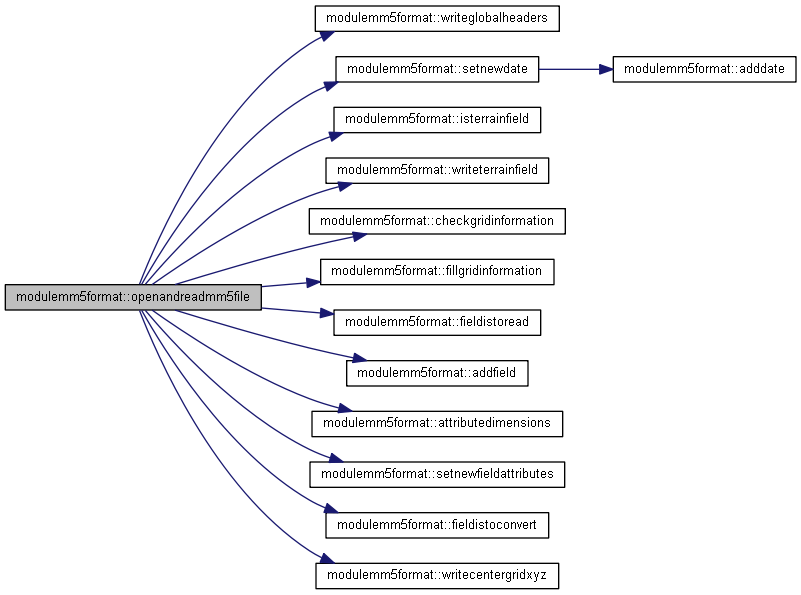 modulemm5format::writeglobalheaders
modulemm5format::setnewdate
modulemm5format::adddate
modulemm5format::isterrainfield
modulemm5format::writeterrainfield
modulemm5format::checkgridinformation
modulemm5format::fillgridinformation
modulemm5format::openandreadmm5file
modulemm5format::fieldistoread
modulemm5format::addfield
modulemm5format::attributedimensions
modulemm5format::setnewfieldattributes
modulemm5format::fieldistoconvert
modulemm5format::writecentergridxyz